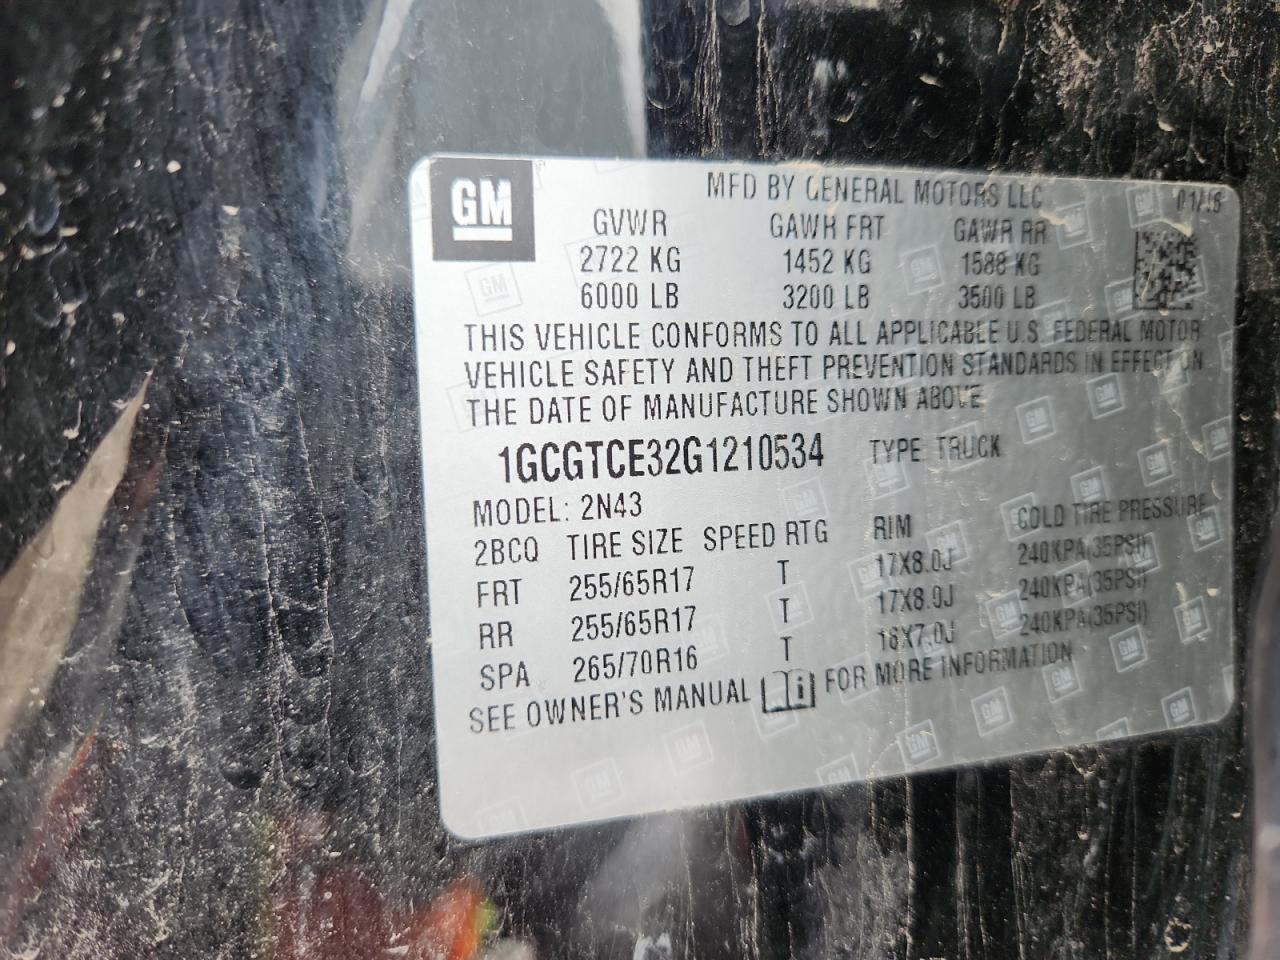 GM
MFD BY GENERAL MOTORS LLC 01/16
GVWR GAWR FRT GAWR RR
2722 KG 1452 KG 1588 KG
6000 LB 3200 LB 3500 LB
THIS VEHICLE CONFORMS TO ALL APPLICABLE U.S. FEDERAL MOTOR
VEHICLE SAFETY AND THEFT PREVENTION STANDARDS IN EFFECT ON
THE DATE OF MANUFACTURE SHOWN ABOVE
1GCGTCE32G1210534 TYPE: TRUCK
MODEL: 2N43
2BCQ TIRE SIZE SPEED RTG RIM COLD TIRE PRESSURE
FRT 255/65R17 T 17X8.0J 240KPA(35PSI)
RR 255/65R17 T 17X8.0J 240KPA(35PSI)
SPA 265/70R16 T 16X7.0J 240KPA(35PSI)
SEE OWNER'S MANUAL i FOR MORE INFORMATION